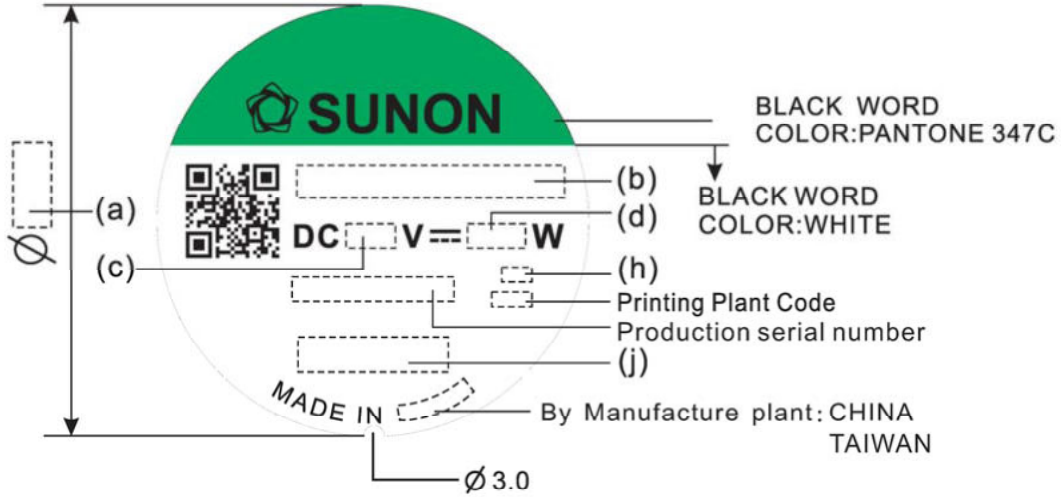 SUNON
BLACK WORD
COLOR:PANTONE 347C
BLACK WORD
COLOR:WHITE
(a)
(b)
(d)
DC V W
(c)
(h)
Printing Plant Code
Production serial number
(j)
MADE IN
By Manufacture plant: CHINA
TAIWAN
Ø
Ø 3.0